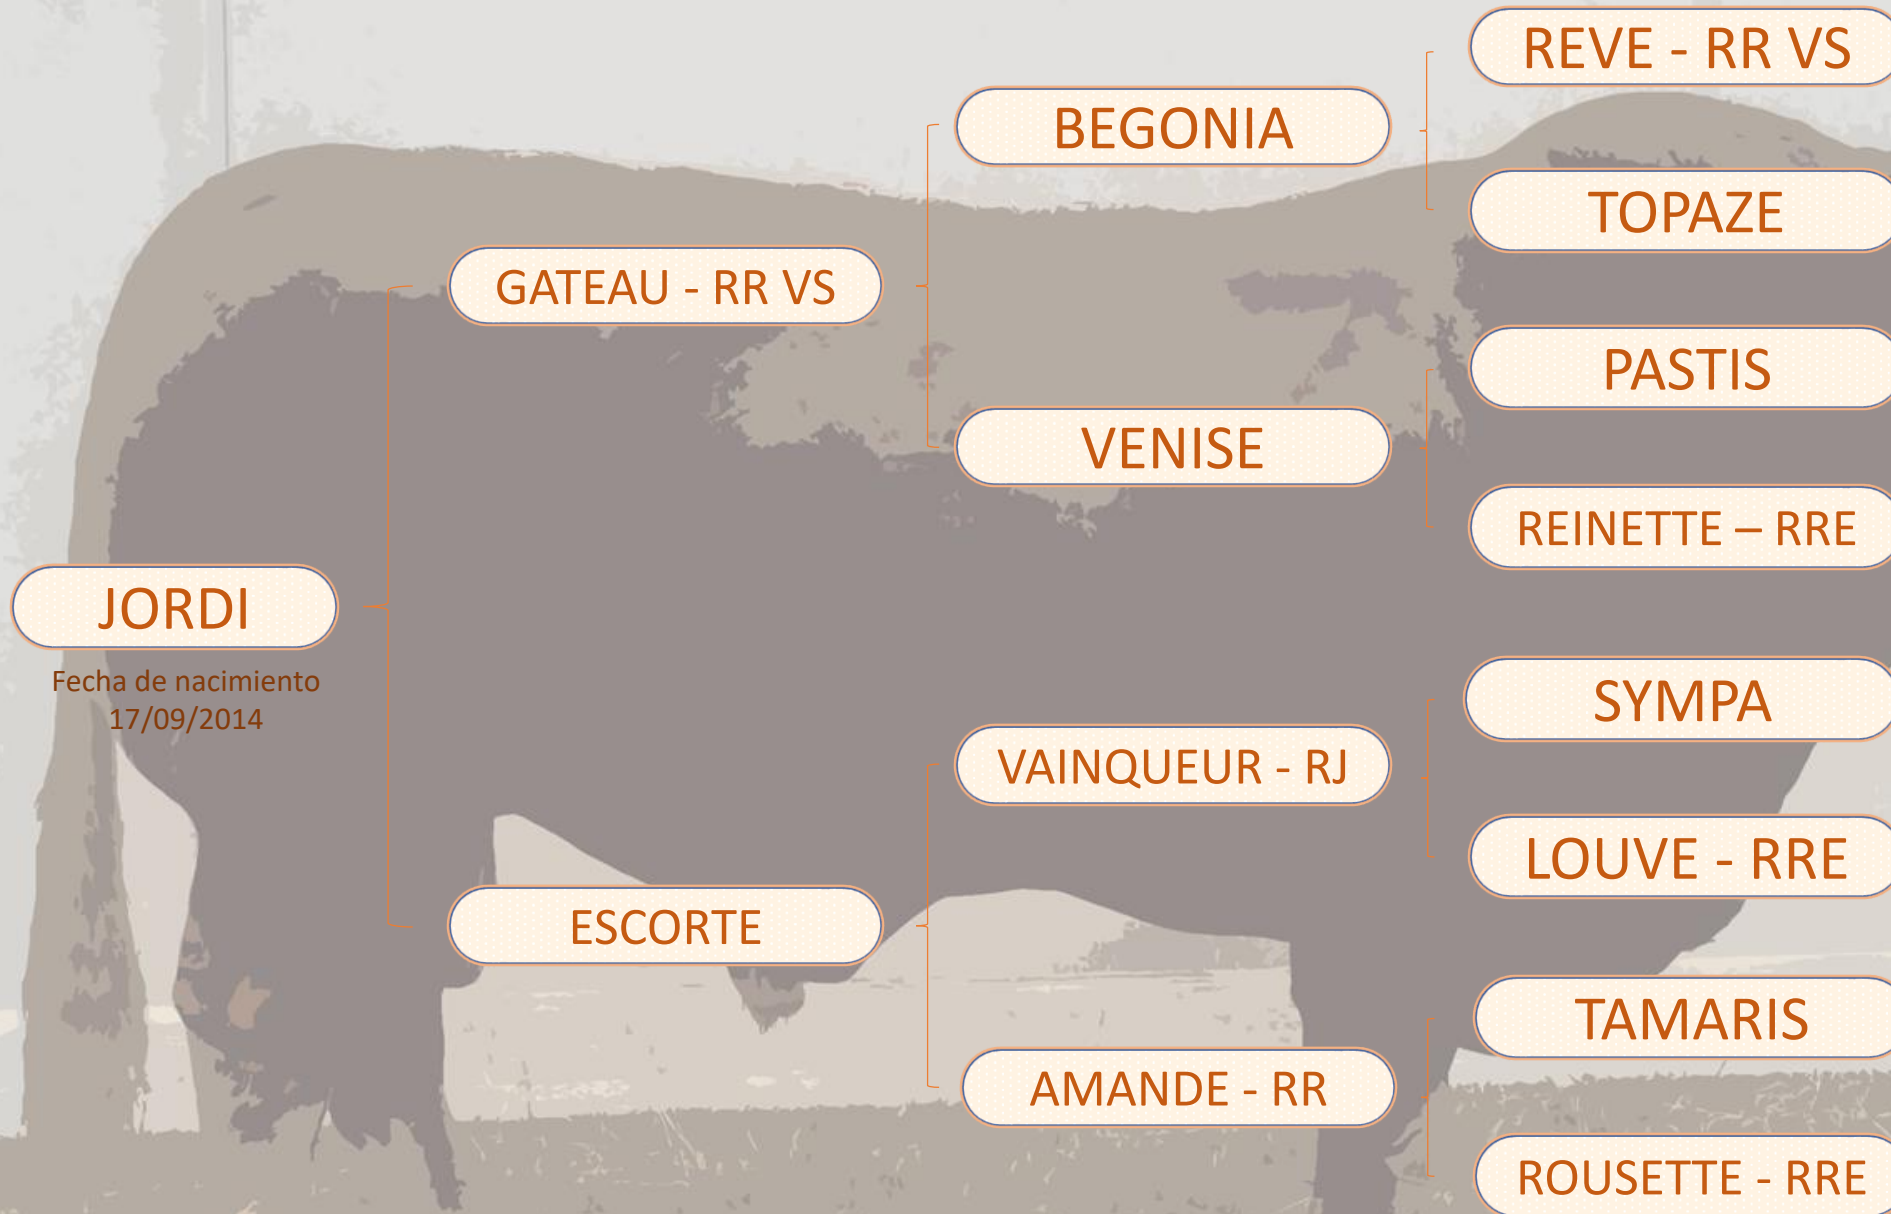 JORDI
Fecha de nacimiento
17/09/2014
GATEAU - RR VS
ESCORTE
BEGONIA
VENISE
VAINQUEUR - RJ
AMANDE - RR
REVE - RR VS
TOPAZE
PASTIS
REINETTE – RRE
SYMPA
LOUVE - RRE
TAMARIS
ROUSETTE - RRE